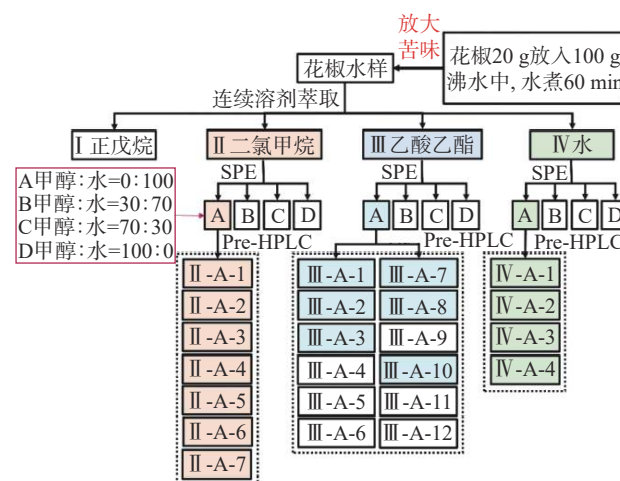 放大
苦味
花椒20 g放入100 g
沸水中, 水煮60 min
花椒水样
连续溶剂萃取
Ⅰ正戊烷
Ⅱ二氯甲烷
Ⅲ乙酸乙酯
Ⅳ水
SPE
SPE
SPE
A甲醇∶水=0∶100
B甲醇∶水=30∶70
C甲醇∶水=70∶30
D甲醇∶水=100∶0
A
B
C
D
A
B
C
D
A
B
C
D
Pre-HPLC
Pre-HPLC
Pre-HPLC
Ⅱ-A-1
Ⅱ-A-2
Ⅱ-A-3
Ⅱ-A-4
Ⅱ-A-5
Ⅱ-A-6
Ⅱ-A-7
Ⅲ-A-1
Ⅲ-A-2
Ⅲ-A-3
Ⅲ-A-4
Ⅲ-A-5
Ⅲ-A-6
Ⅲ-A-7
Ⅲ-A-8
Ⅲ-A-9
Ⅲ-A-10
Ⅲ-A-11
Ⅲ-A-12
Ⅳ-A-1
Ⅳ-A-2
Ⅳ-A-3
Ⅳ-A-4